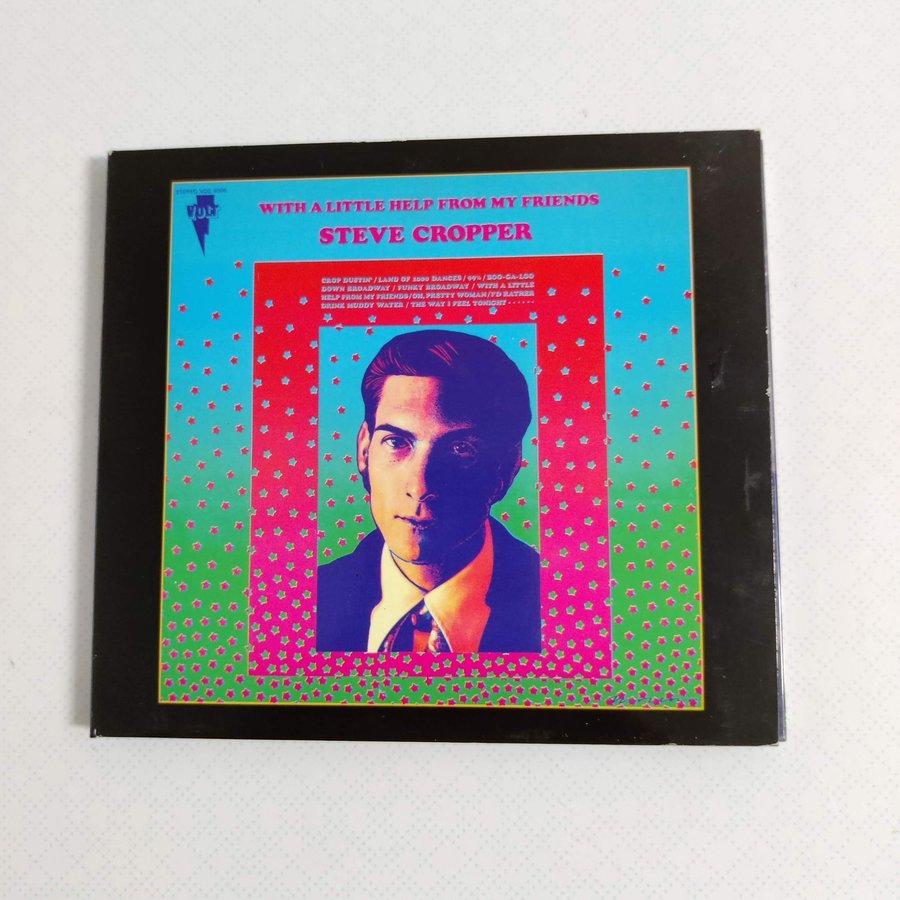 STEREO VOS 6006
VOLT
WITH A LITTLE HELP FROM MY FRIENDS
STEVE CROPPER
CROP DUSTIN' / LAND OF 1000 DANCES / 99% / BOO-GA-LOO
DOWN BROADWAY / FUNKY BROADWAY / WITH A LITTLE
HELP FROM MY FRIENDS/OH, PRETTY WOMAN/I'D RATHER
DRINK MUDDY WATER / THE WAY I FEEL TONIGHT ······